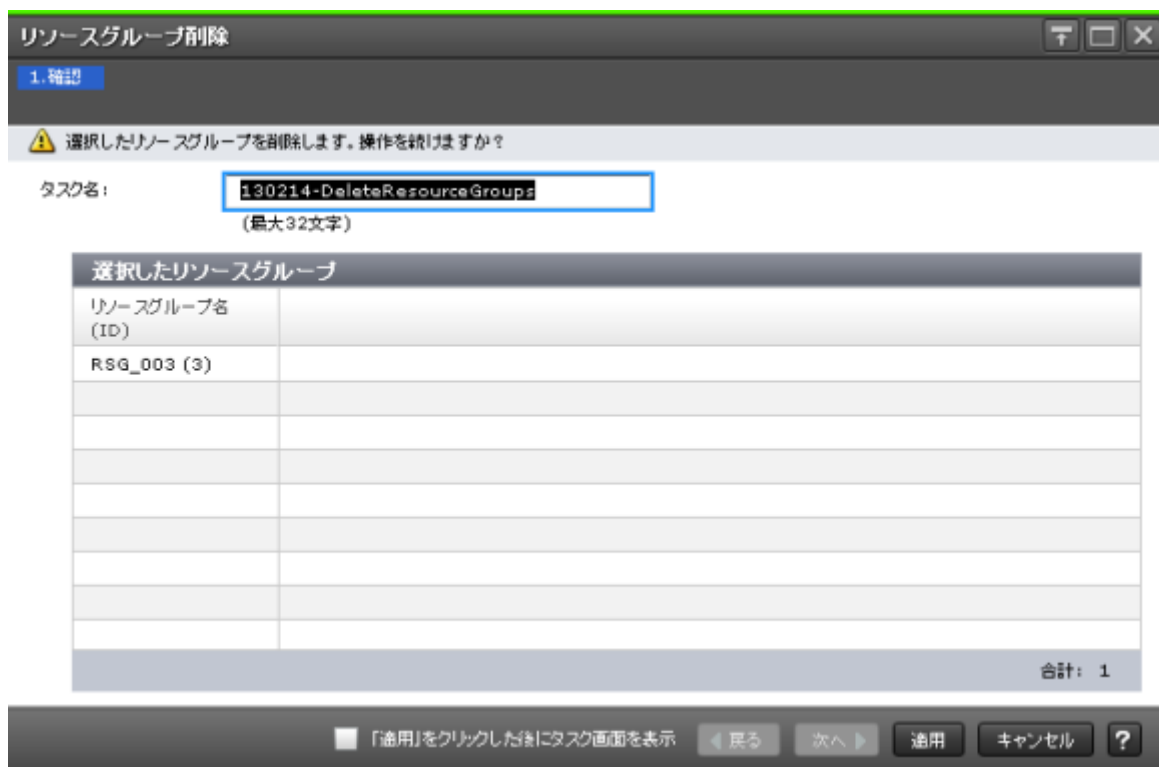 リソースグループ削除
1.確認
選択したリソースグループを削除します。操作を続けますか？
タスク名：
130214-DeleteResourceGroups
(最大32文字)
選択したリソースグループ
リソースグループ名
(ID)
RSG_003 (3)
合計: 1
「適用」をクリックした後にタスク画面を表示
戻る
次へ
適用
キャンセル
?